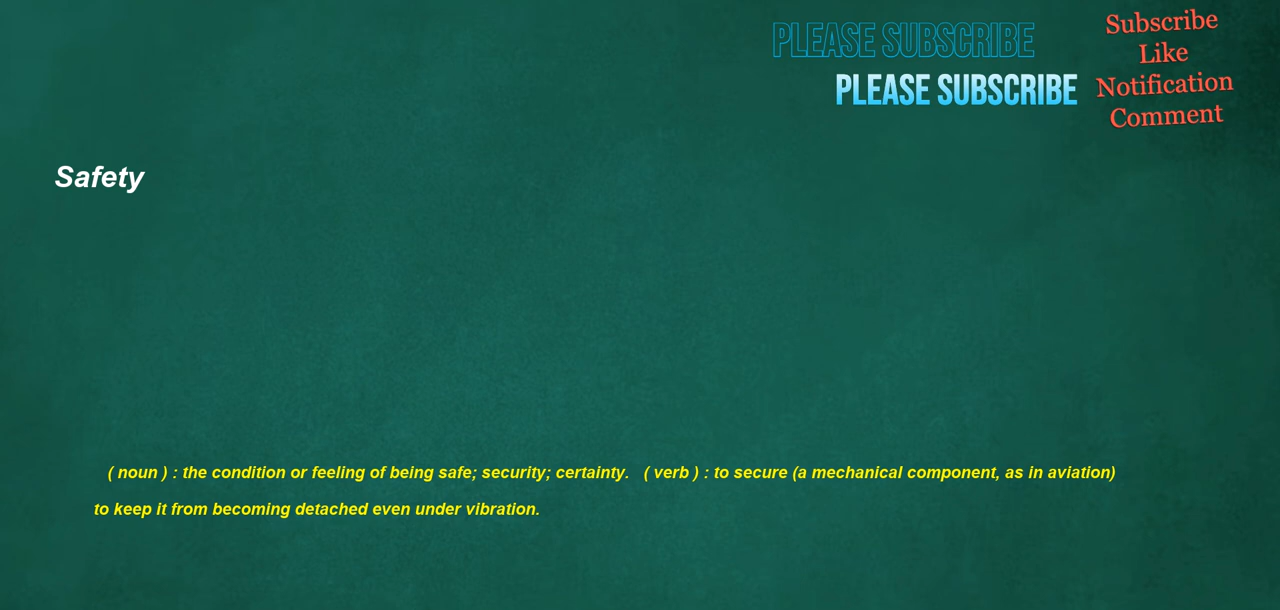 PLEASE SUBSCRIBE
PLEASE SUBSCRIBE
Subscribe
Like
Notification
Comment
Safety
( noun ) : the condition or feeling of being safe; security; certainty.   ( verb ) : to secure (a mechanical component, as in aviation)
to keep it from becoming detached even under vibration.